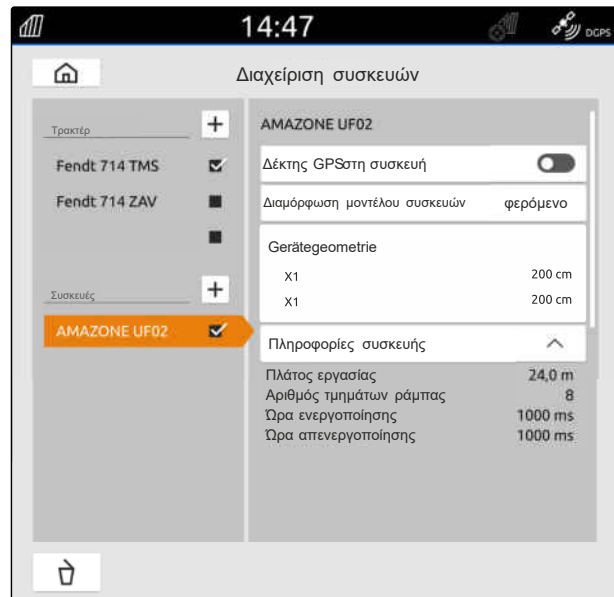 14:47
DGPS
Διαχείριση συσκευών
Τρακτέρ
Fendt 714 TMS
Fendt 714 ZAV
Συσκευές
AMAZONE UF02
AMAZONE UF02
Δέκτης GPSστη συσκευή
Διαμόρφωση μοντέλου συσκευών φερόμενο
Gerätegeometrie
X1 200 cm
X1 200 cm
Πληροφορίες συσκευής
Πλάτος εργασίας 24,0 m
Αριθμός τμημάτων ράμπας 8
Ώρα ενεργοποίησης 1000 ms
Ώρα απενεργοποίησης 1000 ms